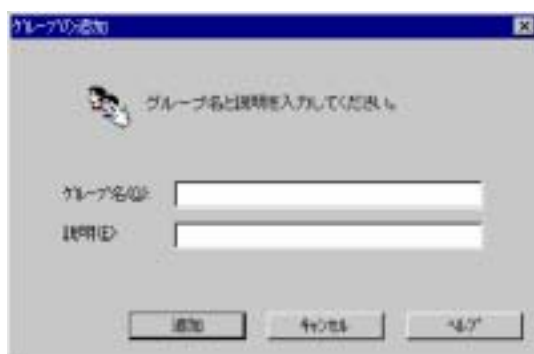 ｸﾞﾙｰﾌﾟの追加
グループ名と説明を入力してください。
ｸﾞﾙｰﾌﾟ名(G):
説明(E):
追加
ｷｬﾝｾﾙ
ﾍﾙﾌﾟ